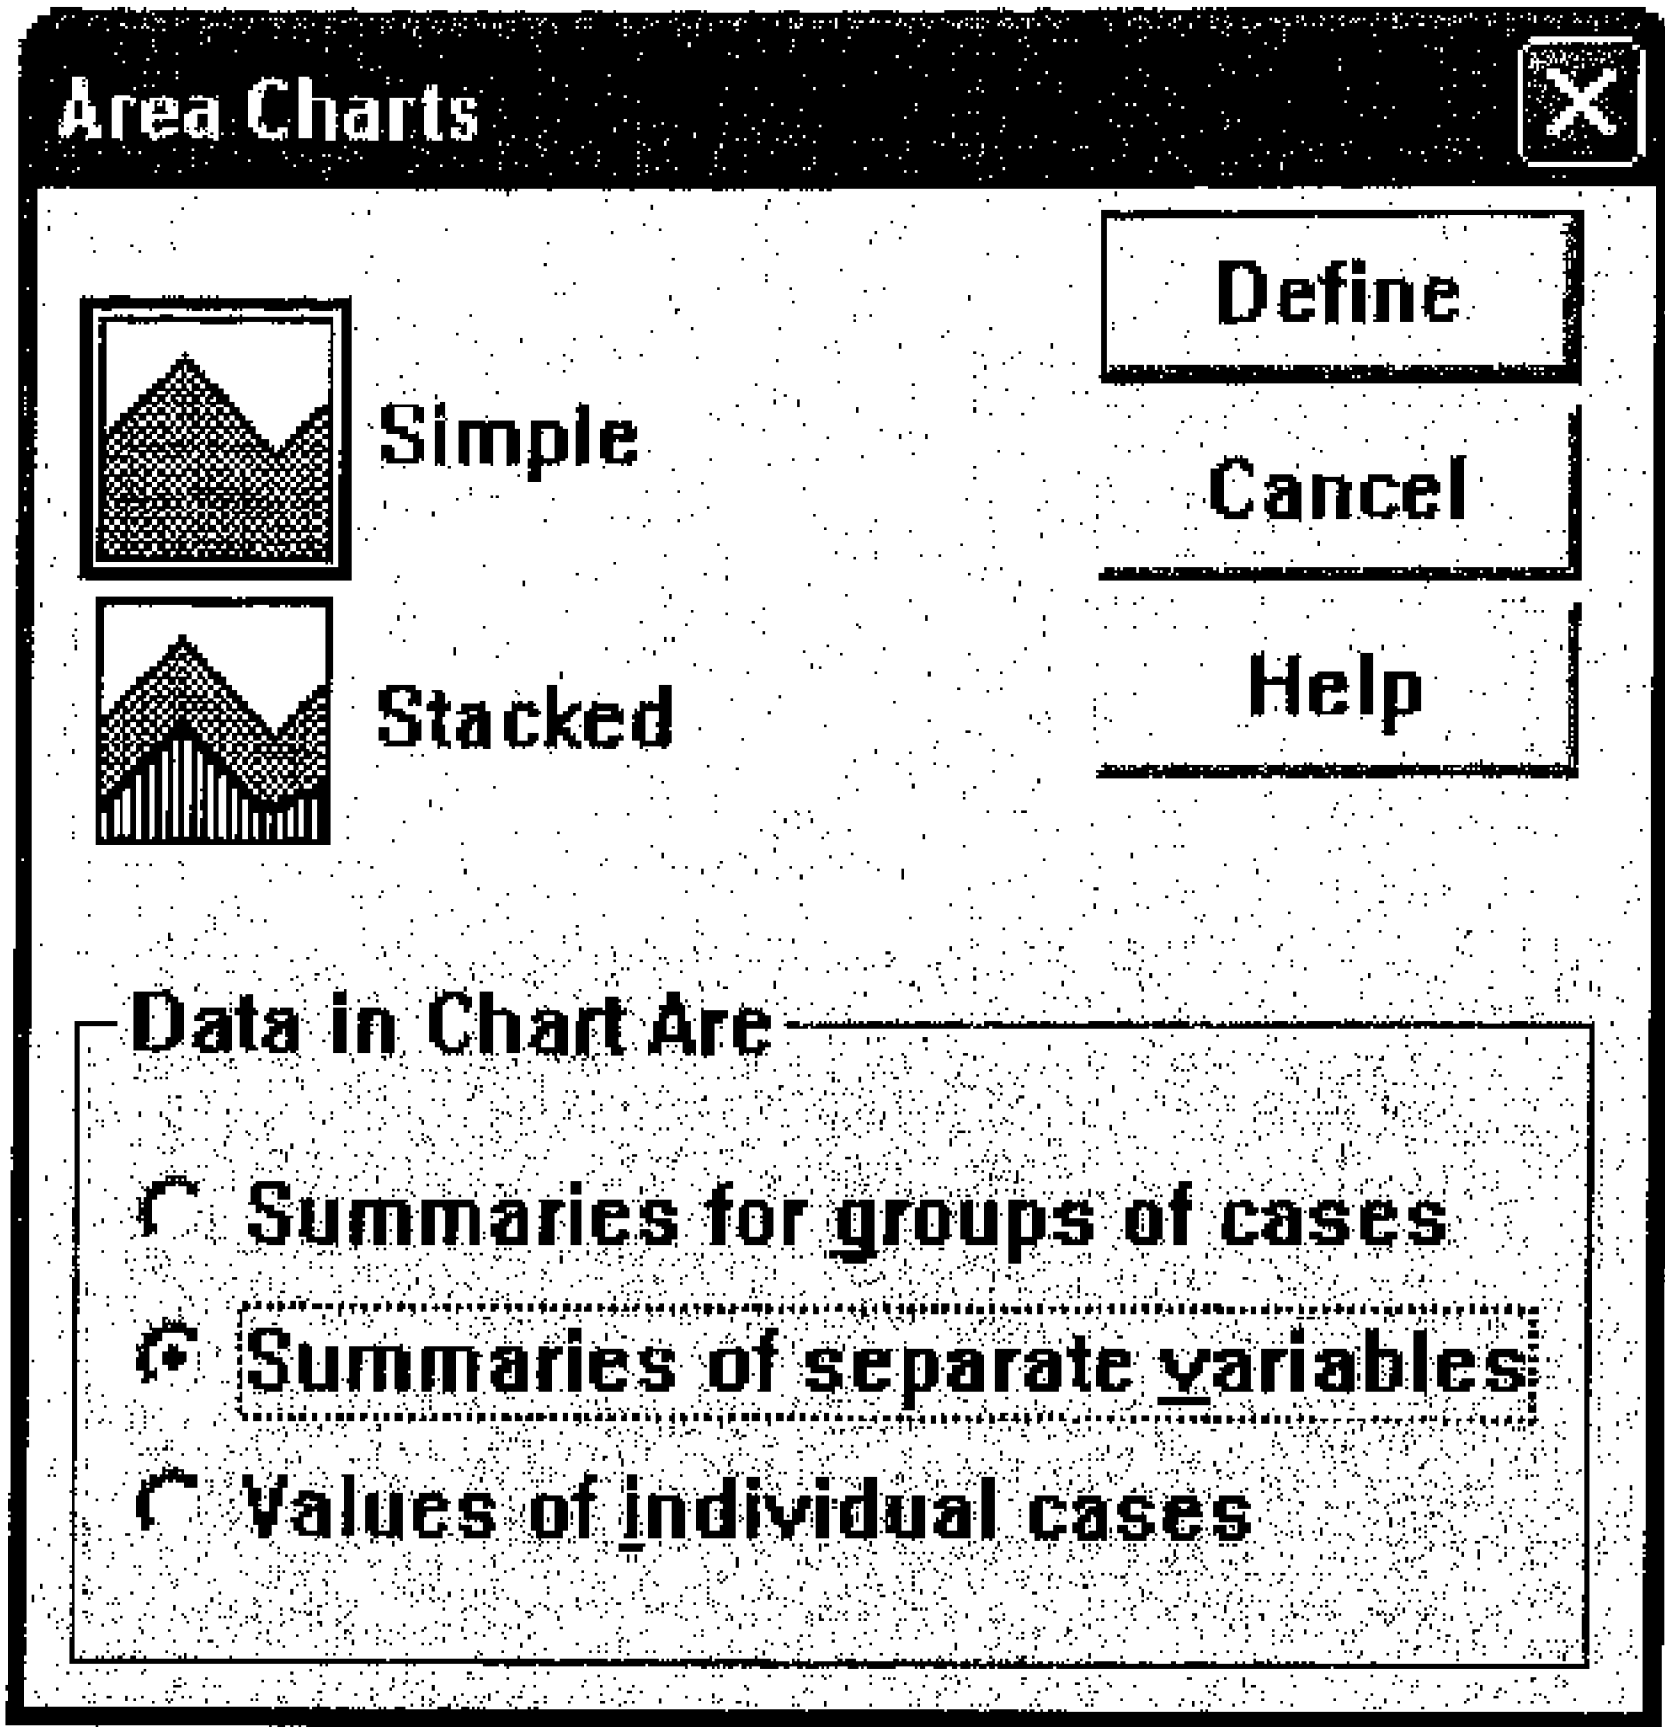 Area Charts
Define
Simple
Cancel
Stacked
Help
Data in Chart Are
Summaries for groups of cases
Summaries of separate variables
Values of individual cases